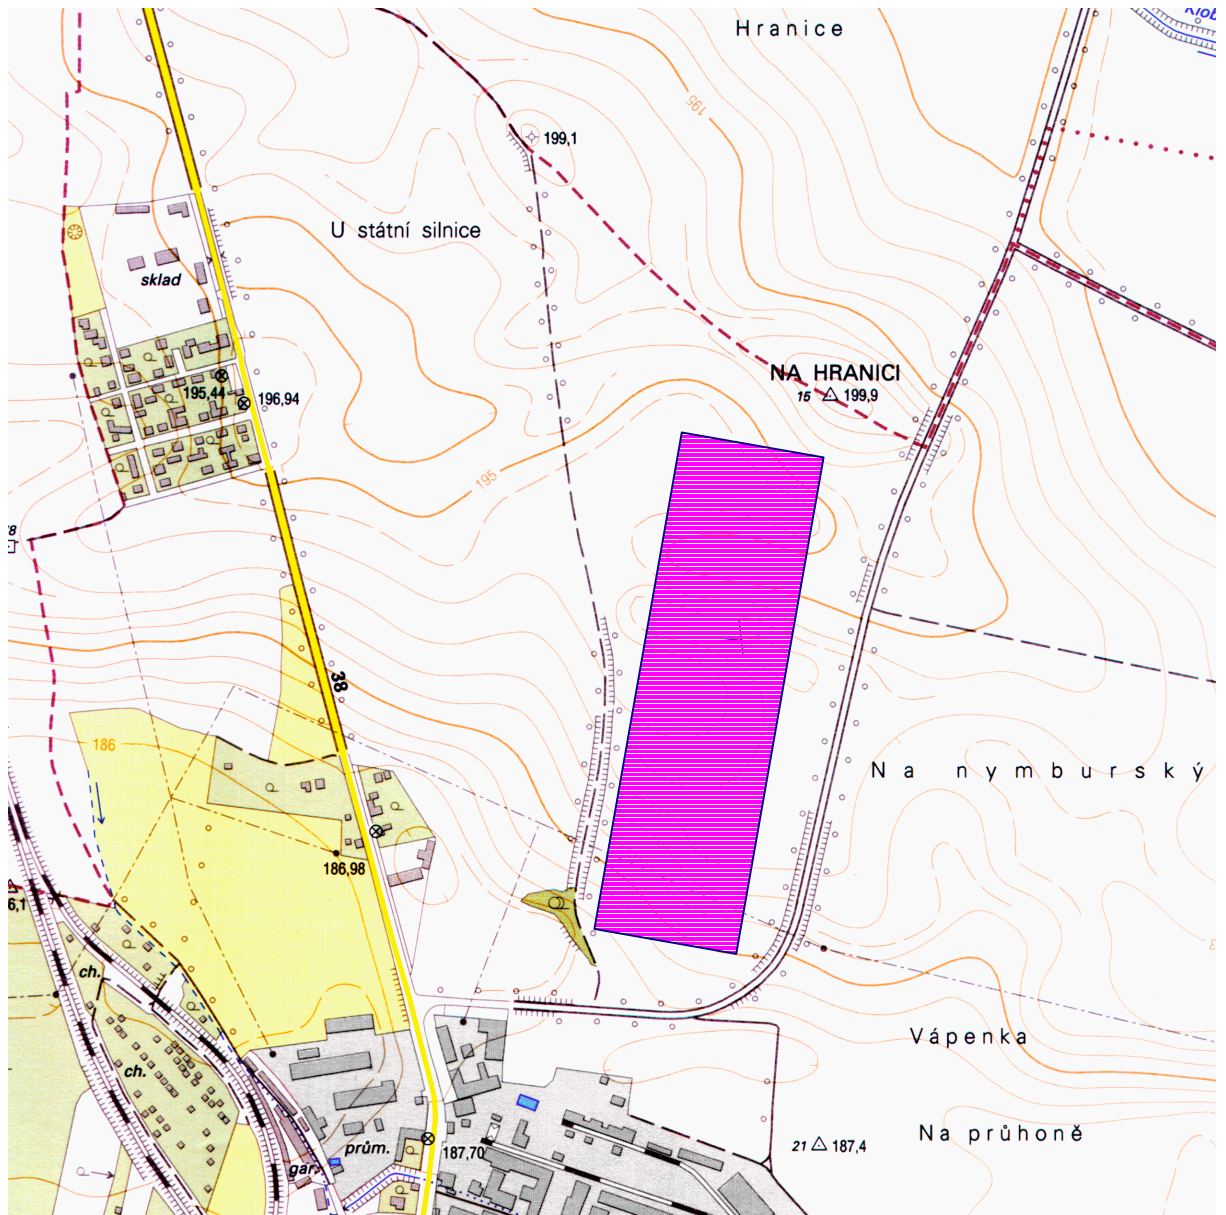 Hranice
195
199,1
U státní silnice
sklad
NA HRANICI
15 199,9
195,44
196,94
195
38
186
186,98
6,1
ch.
ch.
Na nymburský
Vápenka
Na průhoně
21 187,4
prům.
187,70
gar.